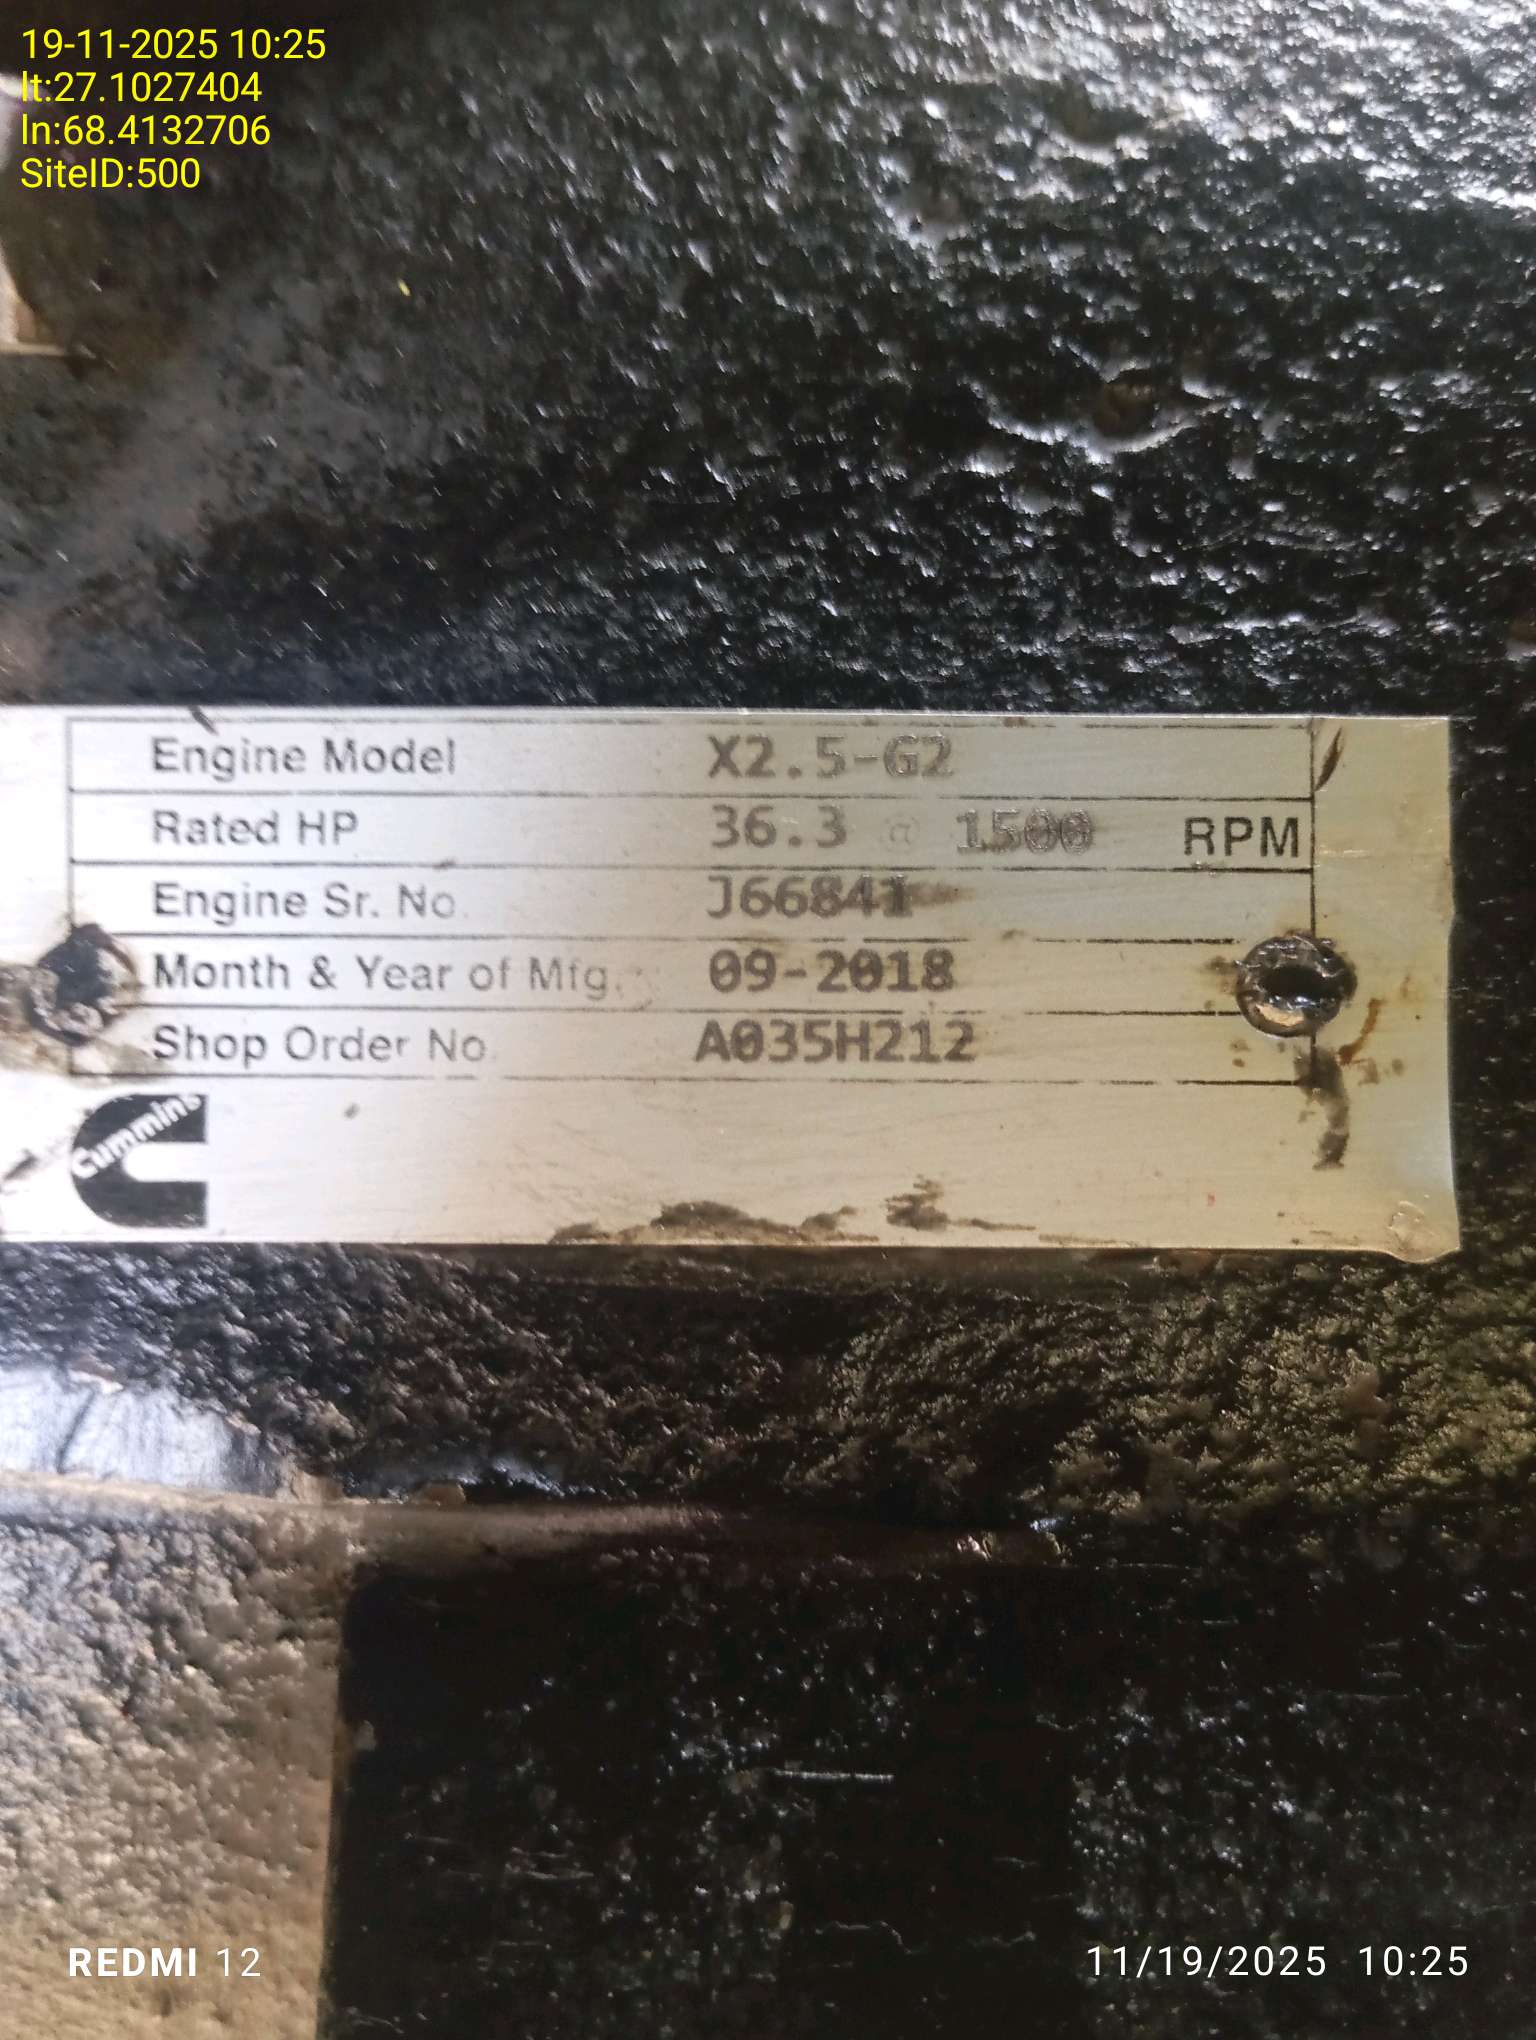 19-11-2025 10:25
lt:27.1027404
ln:68.4132706
SiteID:500
Engine Model X2.5-G2
Rated HP 36.3 @ 1500 RPM
Engine Sr. No. J66841
Month & Year of Mfg. 09-2018
Shop Order No. A035H212
Cummins
REDMI 12
11/19/2025 10:25